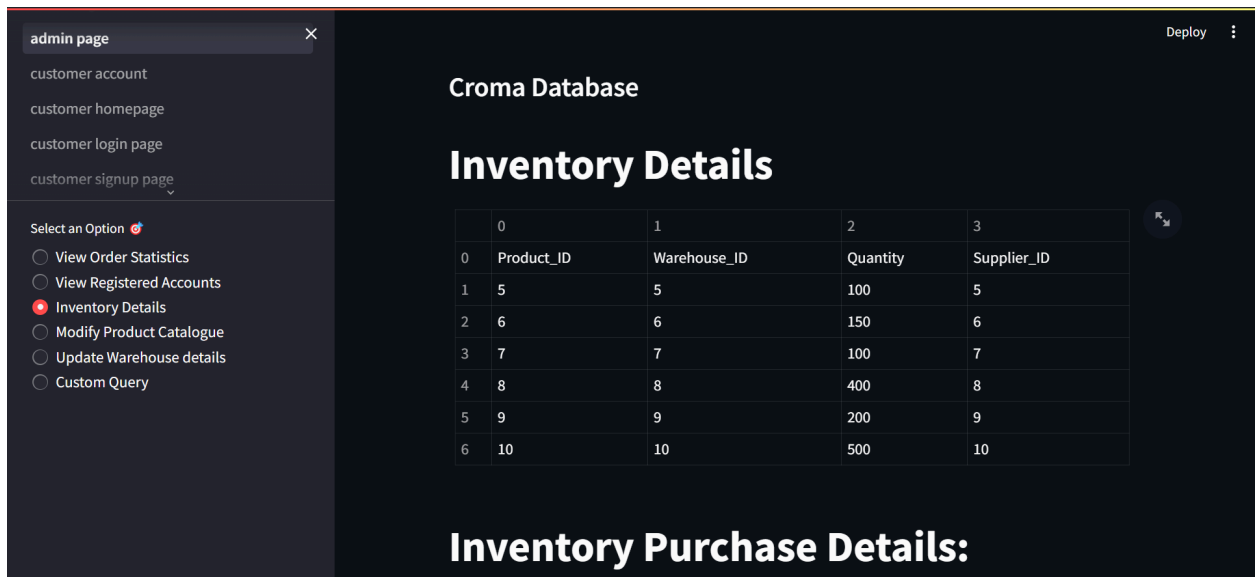 admin page
customer account
customer homepage
customer login page
customer signup page
Select an Option 🎯
View Order Statistics
View Registered Accounts
Inventory Details
Modify Product Catalogue
Update Warehouse details
Custom Query
Deploy
Croma Database
Inventory Details
0 1 2 3
0 Product_ID Warehouse_ID Quantity Supplier_ID
1 5 5 100 5
2 6 6 150 6
3 7 7 100 7
4 8 8 400 8
5 9 9 200 9
6 10 10 500 10
Inventory Purchase Details: